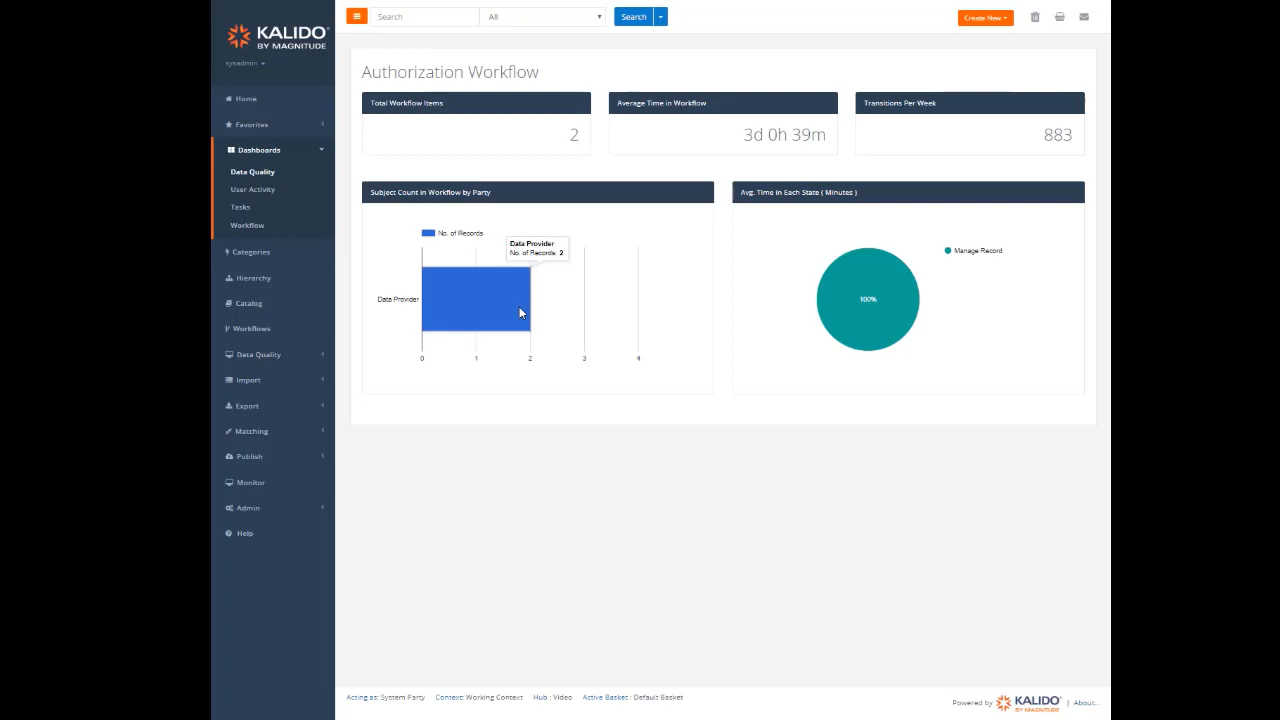 KALIDO
BY MAGNITUDE
sysadmin
Home
Favorites
Dashboards
Data Quality
User Activity
Tasks
Workflow
Categories
Hierarchy
Catalog
Workflows
Data Quality
Import
Export
Matching
Publish
Monitor
Admin
Help
Search All Search Create New
Authorization Workflow
Total Workflow Items
2
Average Time in Workflow
3d 0h 39m
Transitions Per Week
883
Subject Count in Workflow by Party
No. of Records
Data Provider
No. of Records: 2
Data Provider
0 1 2 3 4
Avg. Time in Each State ( Minutes )
Manage Record
100%
Acting as: System Party Context: Working Context Hub : Video Active Basket : Default Basket
Powered by KALIDO BY MAGNITUDE | About...